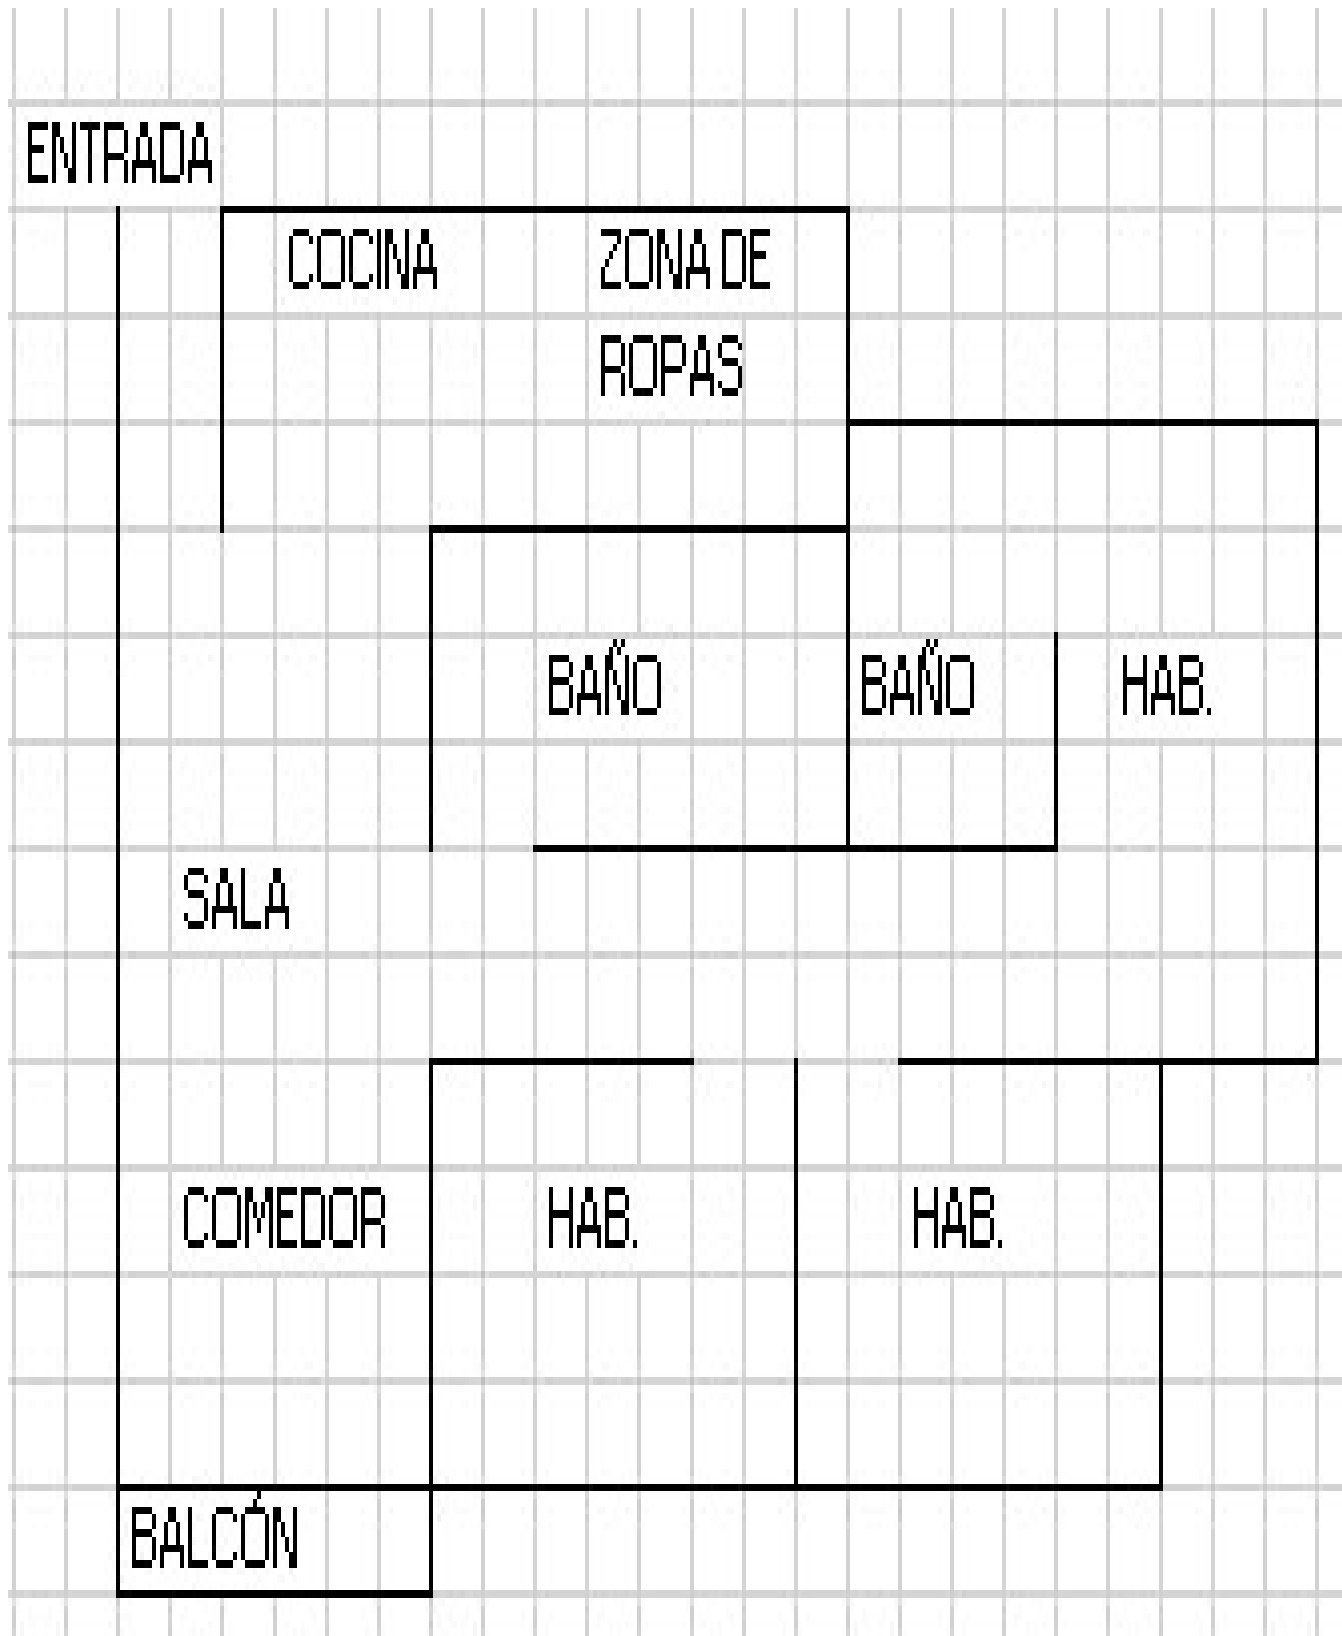 ENTRADA
COCINA
ZONA DE
ROPAS
BAÑO
BAÑO
HAB.
SALA
COMEDOR
HAB.
HAB.
BALCÓN